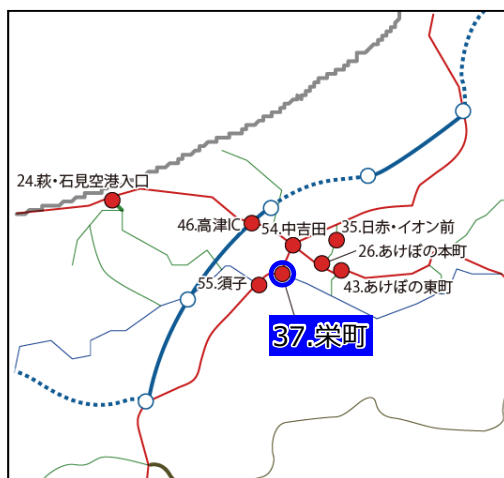 24.萩・石見空港入口
46.高津IC
54.中吉田
35.日赤・イオン前
26.あけぼの本町
43.あけぼの東町
55.須子
37.栄町